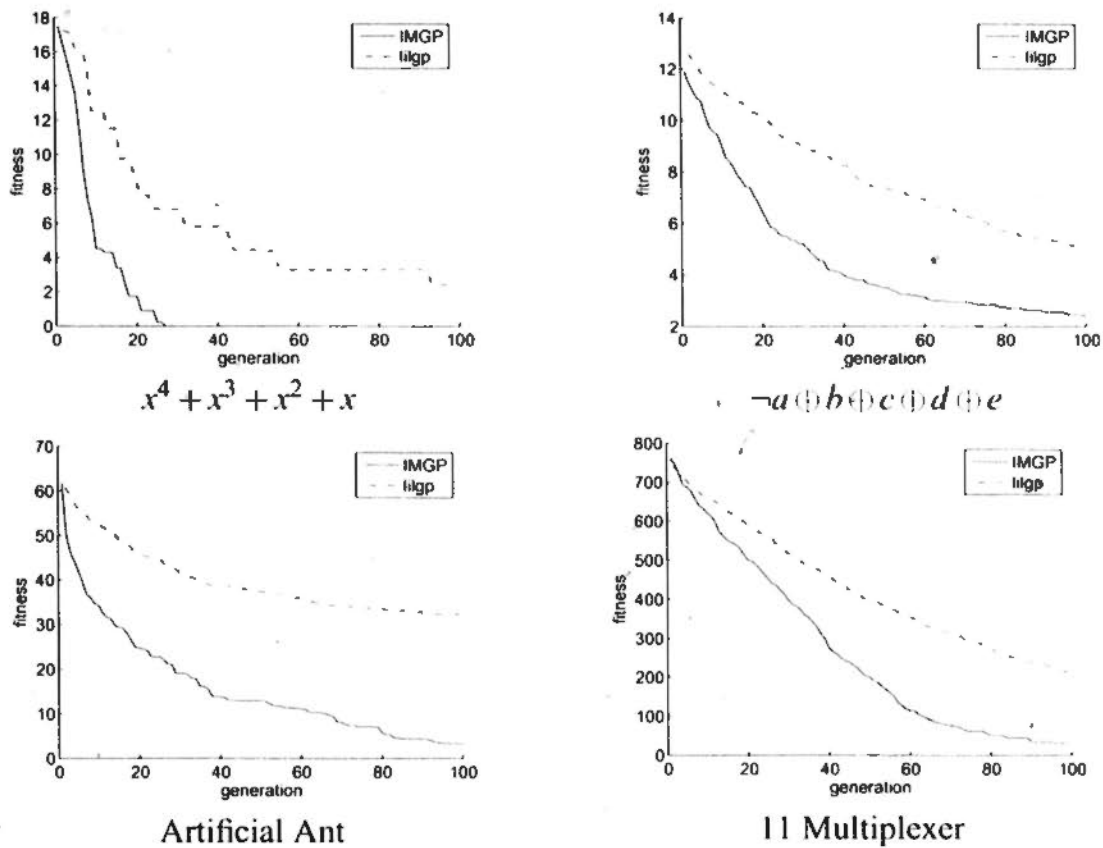 18
16
14
12
10
8
6
4
2
0
fitness
IMGP
lilgp
0 20 40 60 80 100
generation
x⁴ + x³ + x² + x
14
12
10
8
6
4
2
fitness
IMGP
lilgp
0 20 40 60 80 100
generation
¬a ⊕ b ⊕ c ⊕ d ⊕ e
70
60
50
40
30
20
10
0
fitness
IMGP
lilgp
0 20 40 60 80 100
generation
Artificial Ant
800
700
600
500
400
300
200
100
0
fitness
IMGP
lilgp
0 20 40 60 80 100
generation
11 Multiplexer